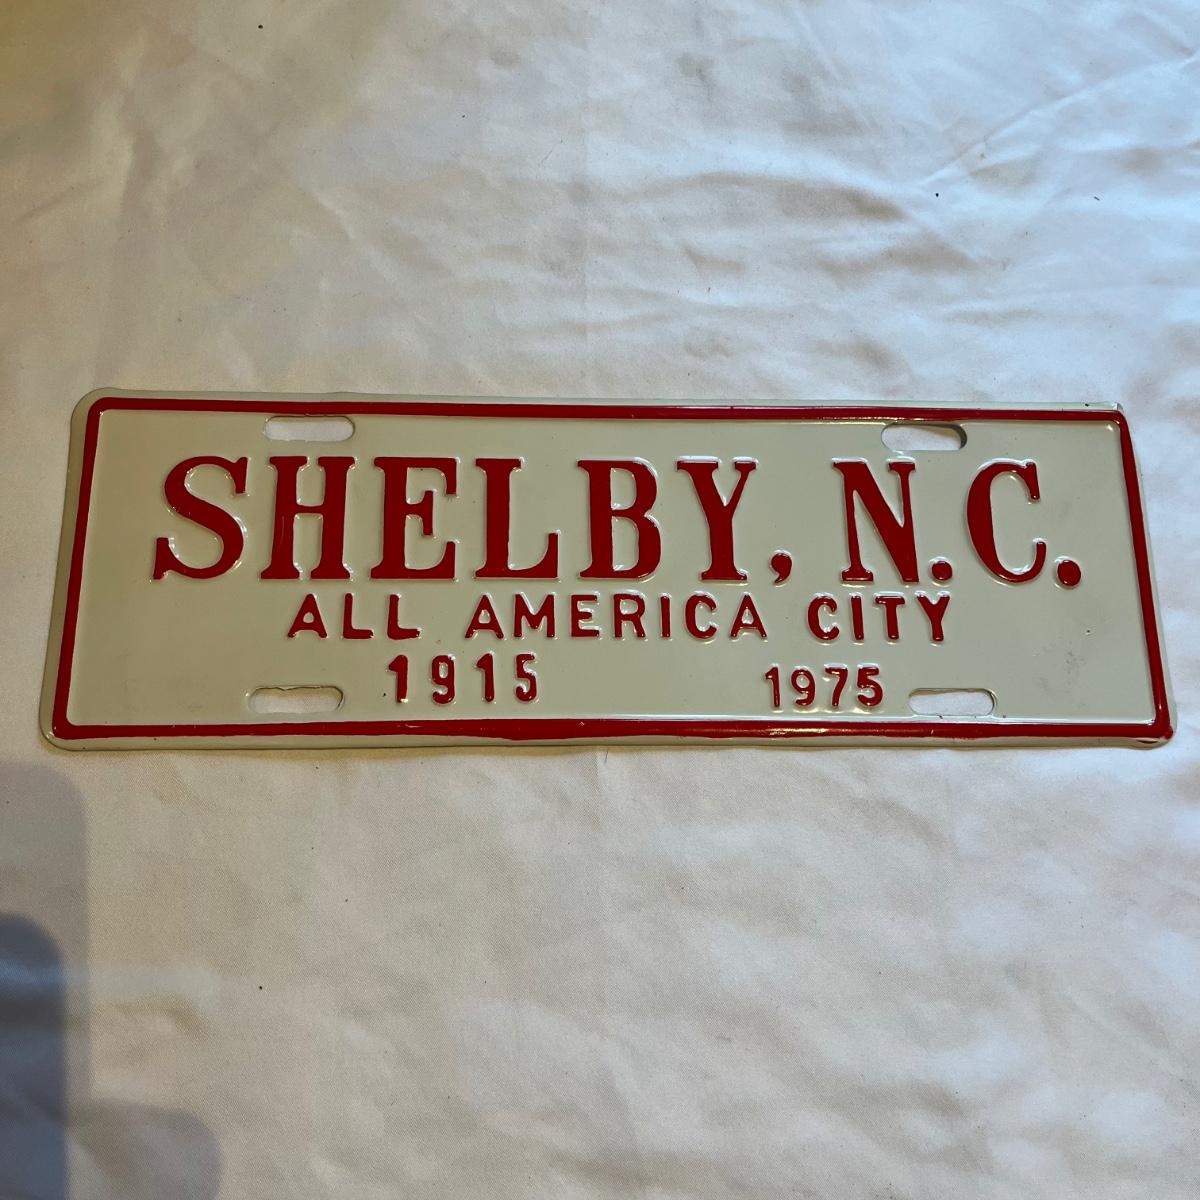 SHELBY, N.C.
ALL AMERICA CITY
1915 1975